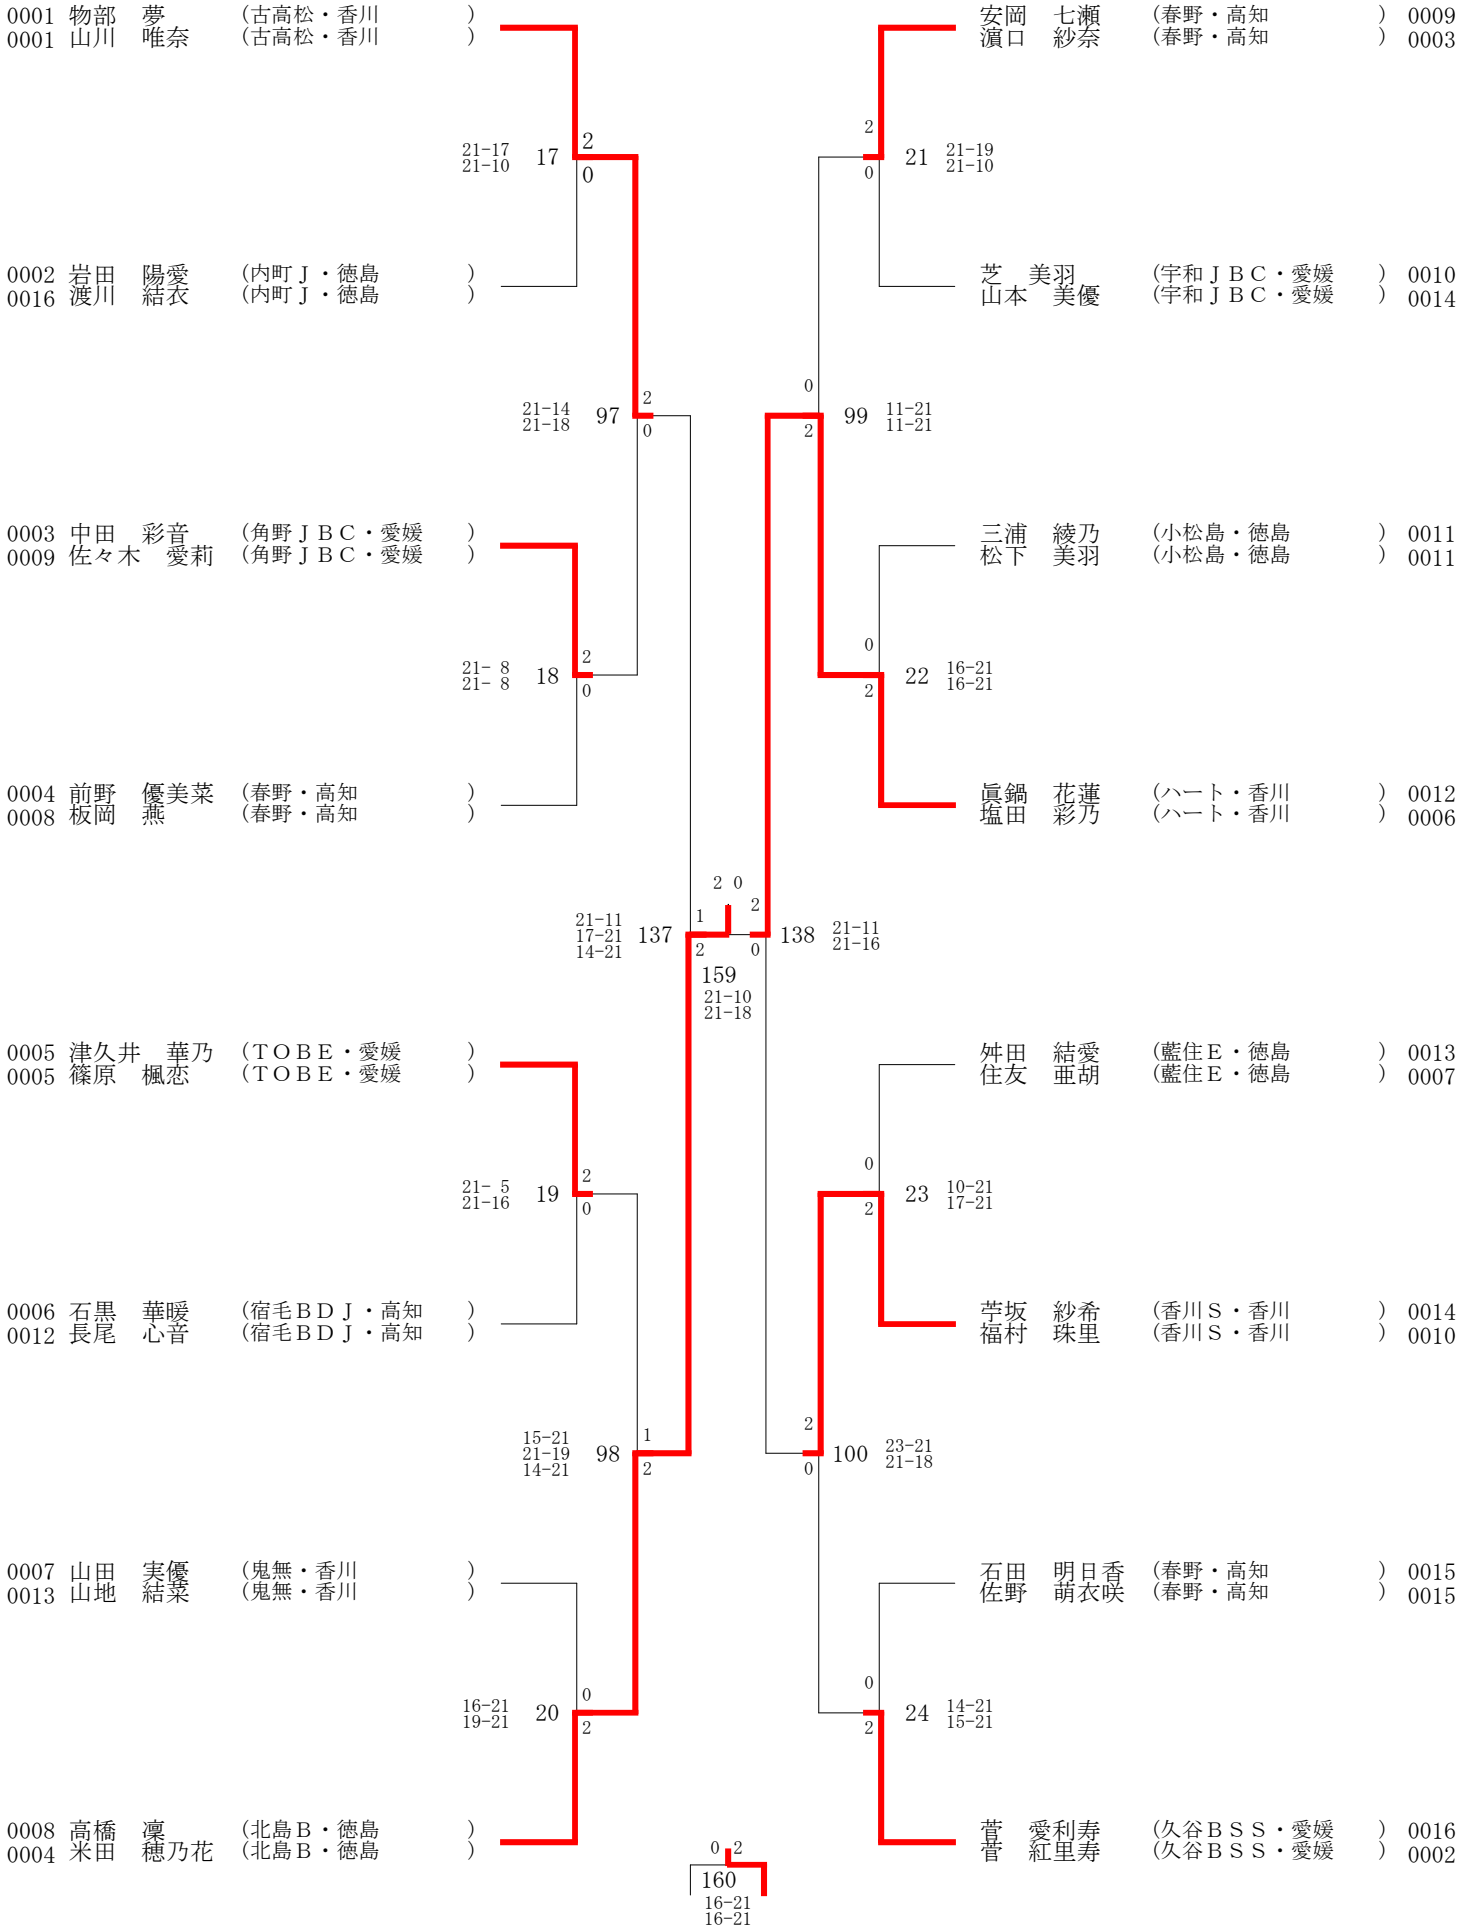 0001 物部　夢　　　(古高松・香川　　　　)
0001 山川　唯奈　　(古高松・香川　　　　)
21-17
21-10
17
2
0
0002 岩田　陽愛　　(内町Ｊ・徳島　　　　)
0016 渡川　結衣　　(内町Ｊ・徳島　　　　)
21-14
21-18
97
2
0
0003 中田　彩音　　(角野ＪＢＣ・愛媛　　)
0009 佐々木　愛莉　(角野ＪＢＣ・愛媛　　)
21- 8
21- 8
18
2
0
0004 前野　優美菜　(春野・高知　　　　　)
0008 板岡　燕　　　(春野・高知　　　　　)
21-11
17-21
14-21
137
1
2
0005 津久井　華乃　(ＴＯＢＥ・愛媛　　　)
0005 篠原　楓恋　　(ＴＯＢＥ・愛媛　　　)
21- 5
21-16
19
2
0
0006 石黒　華暖　　(宿毛ＢＤＪ・高知　　)
0012 長尾　心音　　(宿毛ＢＤＪ・高知　　)
15-21
21-19
14-21
98
1
2
0007 山田　実優　　(鬼無・香川　　　　　)
0013 山地　結菜　　(鬼無・香川　　　　　)
16-21
19-21
20
0
2
0008 高橋　凜　　　(北島Ｂ・徳島　　　　)
0004 米田　穂乃花　(北島Ｂ・徳島　　　　)
2 0
159
21-10
21-18
0 2
160
16-21
16-21
安岡　七瀬　　(春野・高知　　　　　) 0009
濵口　紗奈　　(春野・高知　　　　　) 0003
2
0
21
21-19
21-10
芝　美羽　　　(宇和ＪＢＣ・愛媛　　) 0010
山本　美優　　(宇和ＪＢＣ・愛媛　　) 0014
0
2
99
11-21
11-21
三浦　綾乃　　(小松島・徳島　　　　) 0011
松下　美羽　　(小松島・徳島　　　　) 0011
0
2
22
16-21
16-21
眞鍋　花蓮　　(ハート・香川　　　　) 0012
塩田　彩乃　　(ハート・香川　　　　) 0006
2
0
138
21-11
21-16
舛田　結愛　　(藍住Ｅ・徳島　　　　) 0013
住友　亜胡　　(藍住Ｅ・徳島　　　　) 0007
0
2
23
10-21
17-21
苧坂　紗希　　(香川Ｓ・香川　　　　) 0014
福村　珠里　　(香川Ｓ・香川　　　　) 0010
2
0
100
23-21
21-18
石田　明日香　(春野・高知　　　　　) 0015
佐野　萌衣咲　(春野・高知　　　　　) 0015
0
2
24
14-21
15-21
菅　愛利寿　　(久谷ＢＳＳ・愛媛　　) 0016
菅　紅里寿　　(久谷ＢＳＳ・愛媛　　) 0002